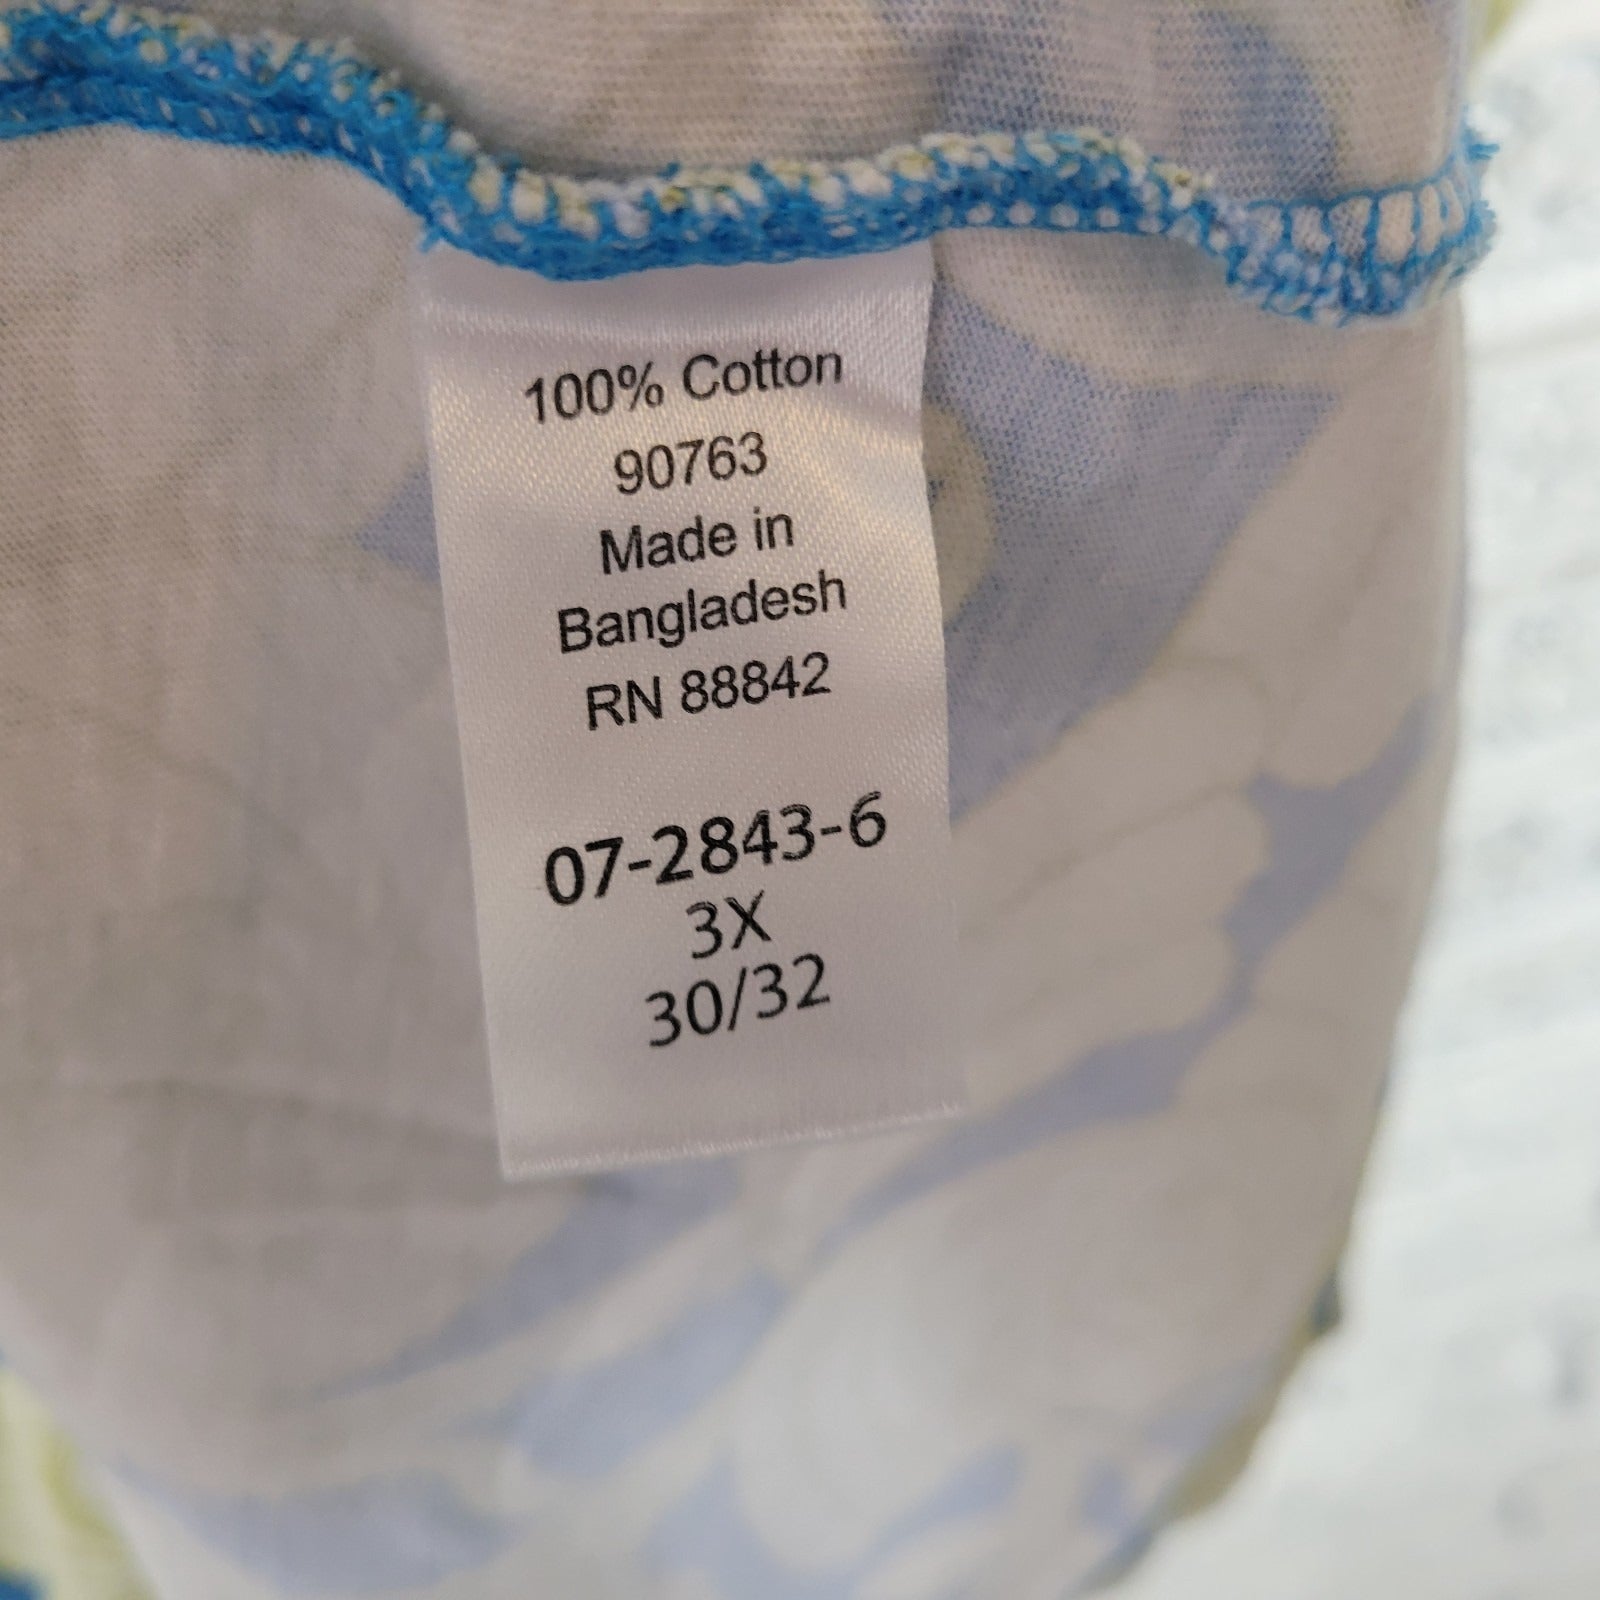 100% Cotton
90763
Made in
Bangladesh
RN 88842
07-2843-6
3X
30/32